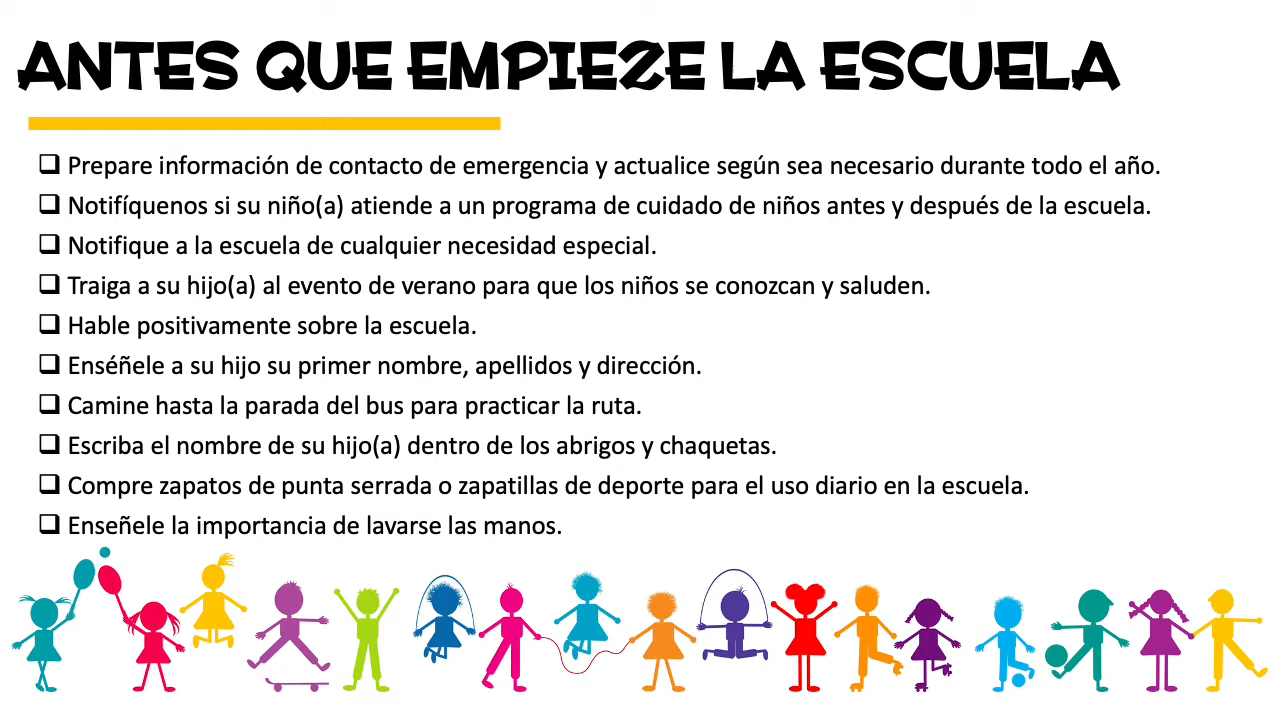 ANTES QUE EMPIEZE LA ESCUELA
❑ Prepare información de contacto de emergencia y actualice según sea necesario durante todo el año.
❑ Notifíquenos si su niño(a) atiende a un programa de cuidado de niños antes y después de la escuela.
❑ Notifique a la escuela de cualquier necesidad especial.
❑ Traiga a su hijo(a) al evento de verano para que los niños se conozcan y saluden.
❑ Hable positivamente sobre la escuela.
❑ Enséñele a su hijo su primer nombre, apellidos y dirección.
❑ Camine hasta la parada del bus para practicar la ruta.
❑ Escriba el nombre de su hijo(a) dentro de los abrigos y chaquetas.
❑ Compre zapatos de punta serrada o zapatillas de deporte para el uso diario en la escuela.
❑ Enseñele la importancia de lavarse las manos.